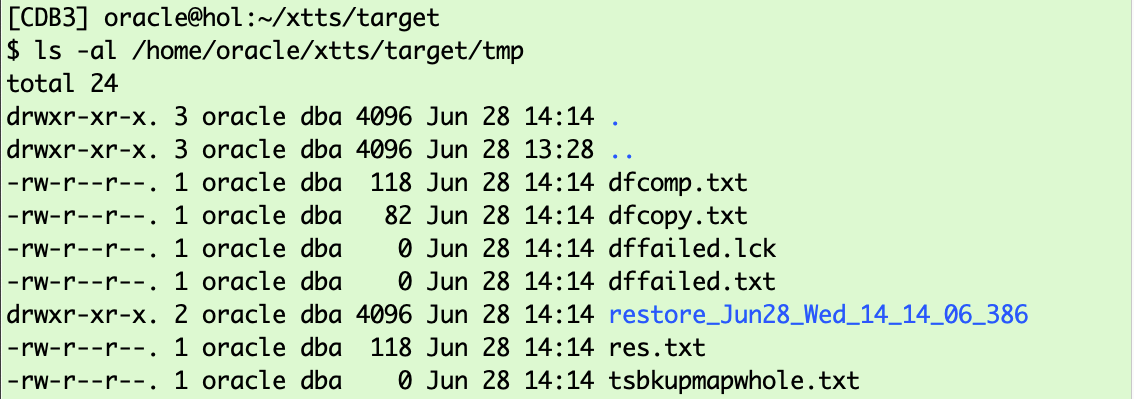 [CDB3] oracle@hol:~/xtts/target
$ ls -al /home/oracle/xtts/target/tmp
total 24
drwxr-xr-x. 3 oracle dba 4096 Jun 28 14:14 .
drwxr-xr-x. 3 oracle dba 4096 Jun 28 13:28 ..
-rw-r--r--. 1 oracle dba  118 Jun 28 14:14 dfcomp.txt
-rw-r--r--. 1 oracle dba   82 Jun 28 14:14 dfcopy.txt
-rw-r--r--. 1 oracle dba    0 Jun 28 14:14 dffailed.lck
-rw-r--r--. 1 oracle dba    0 Jun 28 14:14 dffailed.txt
drwxr-xr-x. 2 oracle dba 4096 Jun 28 14:14 restore_Jun28_Wed_14_14_06_386
-rw-r--r--. 1 oracle dba  118 Jun 28 14:14 res.txt
-rw-r--r--. 1 oracle dba    0 Jun 28 14:14 tsbkupmapwhole.txt